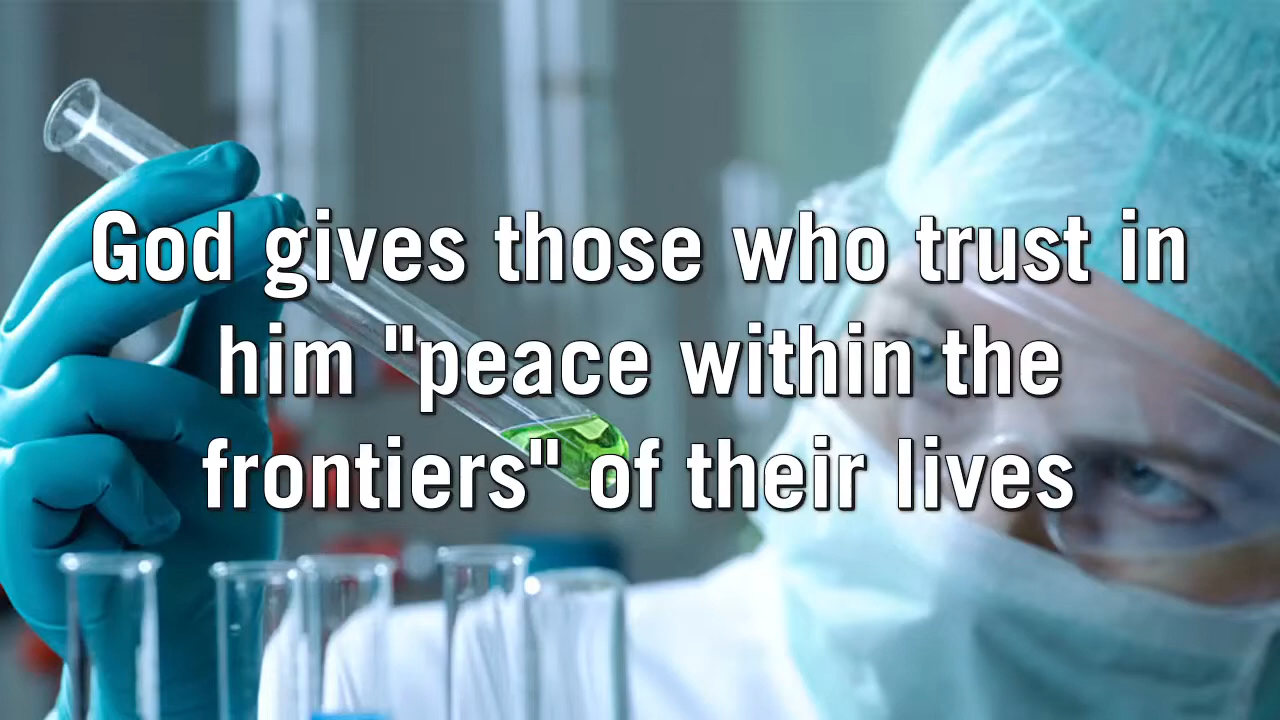 God gives those who trust in
him "peace within the
frontiers" of their lives